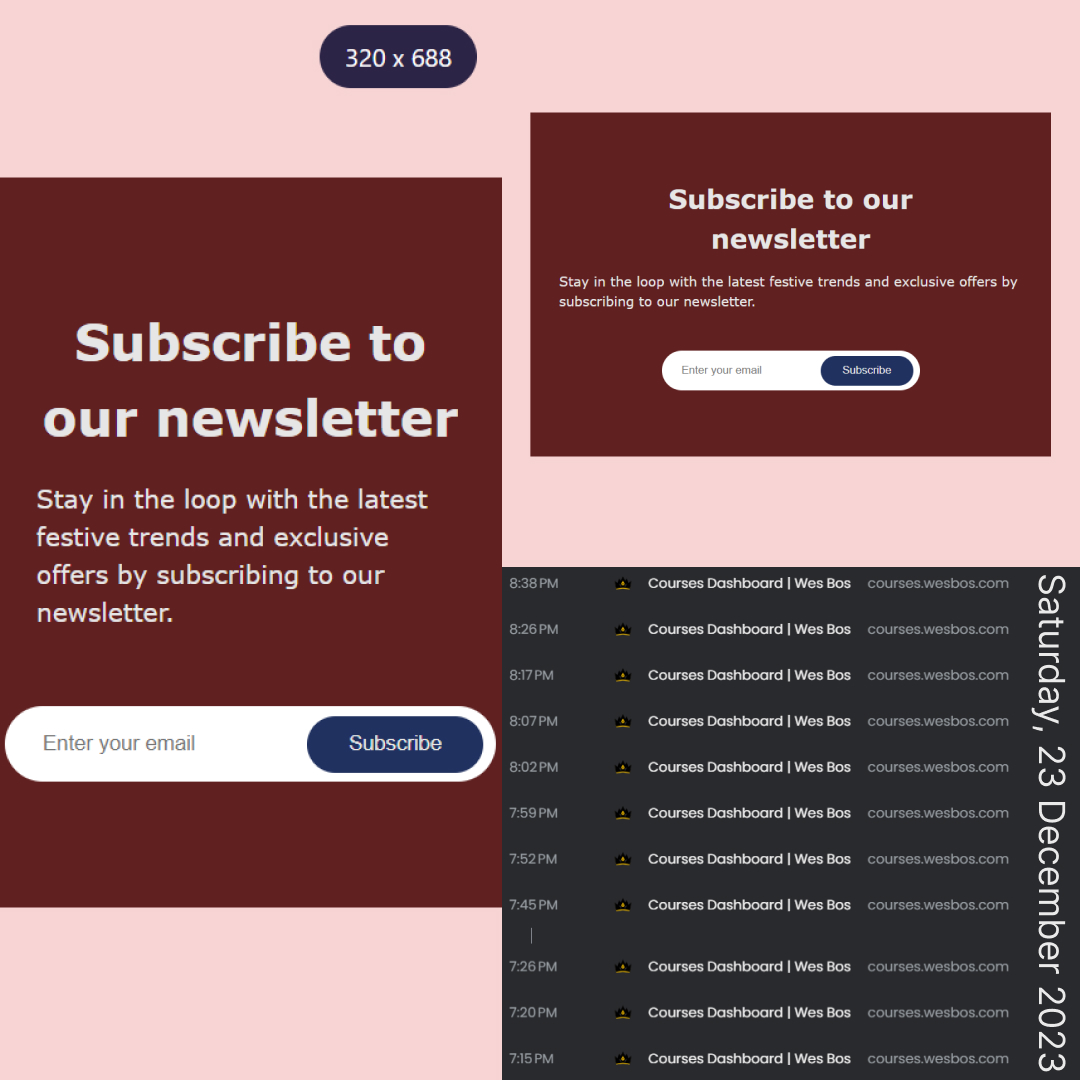 320 x 688
Subscribe to
our newsletter
Stay in the loop with the latest
festive trends and exclusive
offers by subscribing to our
newsletter.
Enter your email
Subscribe
Subscribe to our
newsletter
Stay in the loop with the latest festive trends and exclusive offers by
subscribing to our newsletter.
Enter your email
Subscribe
8:38 PM Courses Dashboard | Wes Bos courses.wesbos.com
8:26 PM Courses Dashboard | Wes Bos courses.wesbos.com
8:17 PM Courses Dashboard | Wes Bos courses.wesbos.com
8:07 PM Courses Dashboard | Wes Bos courses.wesbos.com
8:02 PM Courses Dashboard | Wes Bos courses.wesbos.com
7:59 PM Courses Dashboard | Wes Bos courses.wesbos.com
7:52 PM Courses Dashboard | Wes Bos courses.wesbos.com
7:45 PM Courses Dashboard | Wes Bos courses.wesbos.com
7:26 PM Courses Dashboard | Wes Bos courses.wesbos.com
7:20 PM Courses Dashboard | Wes Bos courses.wesbos.com
7:15 PM Courses Dashboard | Wes Bos courses.wesbos.com
Saturday, 23 December 2023